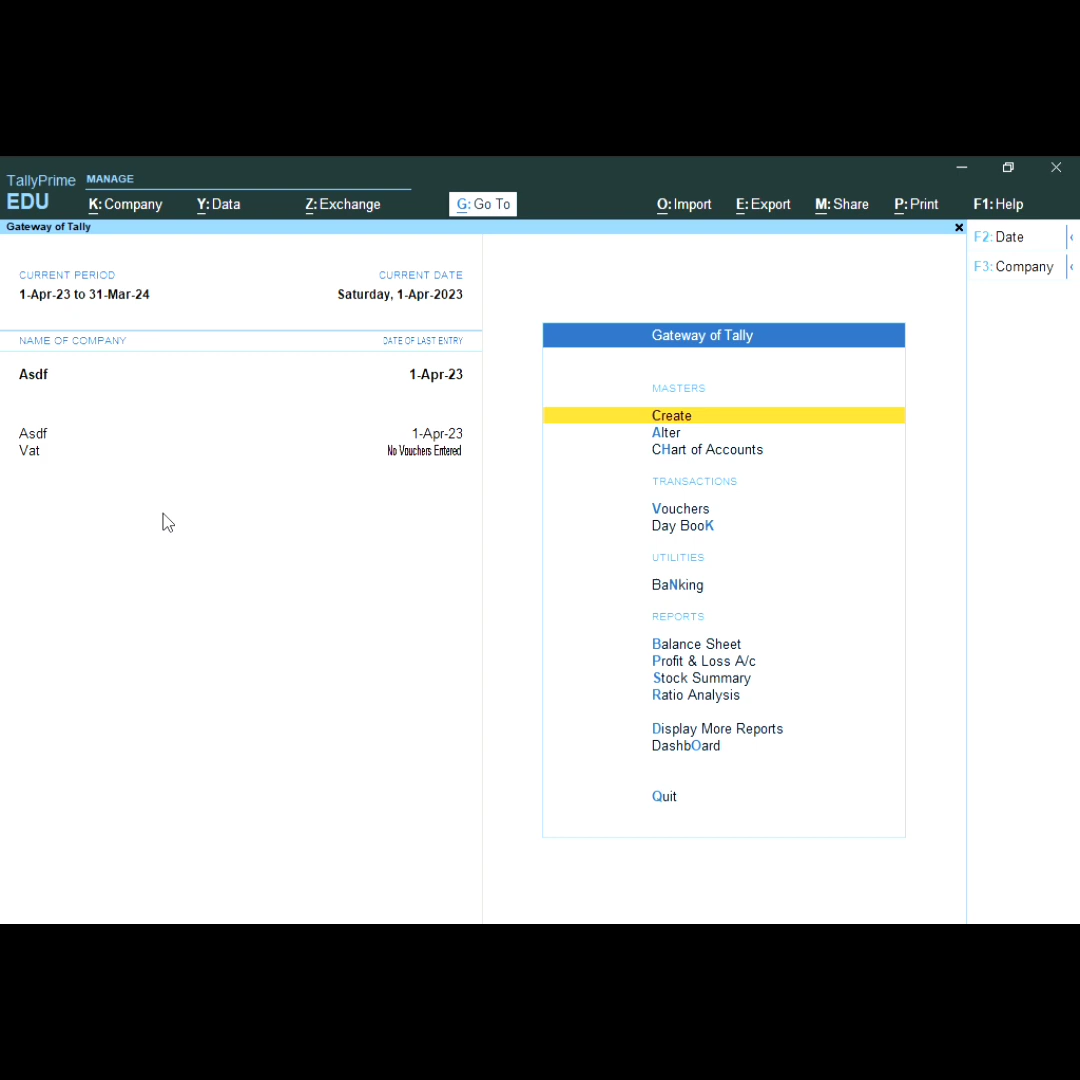 TallyPrime
EDU
MANAGE
K: Company
Y: Data
Z: Exchange
G: Go To
O: Import
E: Export
M: Share
P: Print
F1: Help
Gateway of Tally
F2: Date
F3: Company
CURRENT PERIOD
CURRENT DATE
1-Apr-23 to 31-Mar-24
Saturday, 1-Apr-2023
NAME OF COMPANY
DATE OF LAST ENTRY
Asdf
1-Apr-23
Asdf
1-Apr-23
Vat
No Vouchers Entered
Gateway of Tally
MASTERS
Create
Alter
CHart of Accounts
TRANSACTIONS
Vouchers
Day BooK
UTILITIES
BaNking
REPORTS
Balance Sheet
Profit & Loss A/c
Stock Summary
Ratio Analysis
Display More Reports
DashbOard
Quit